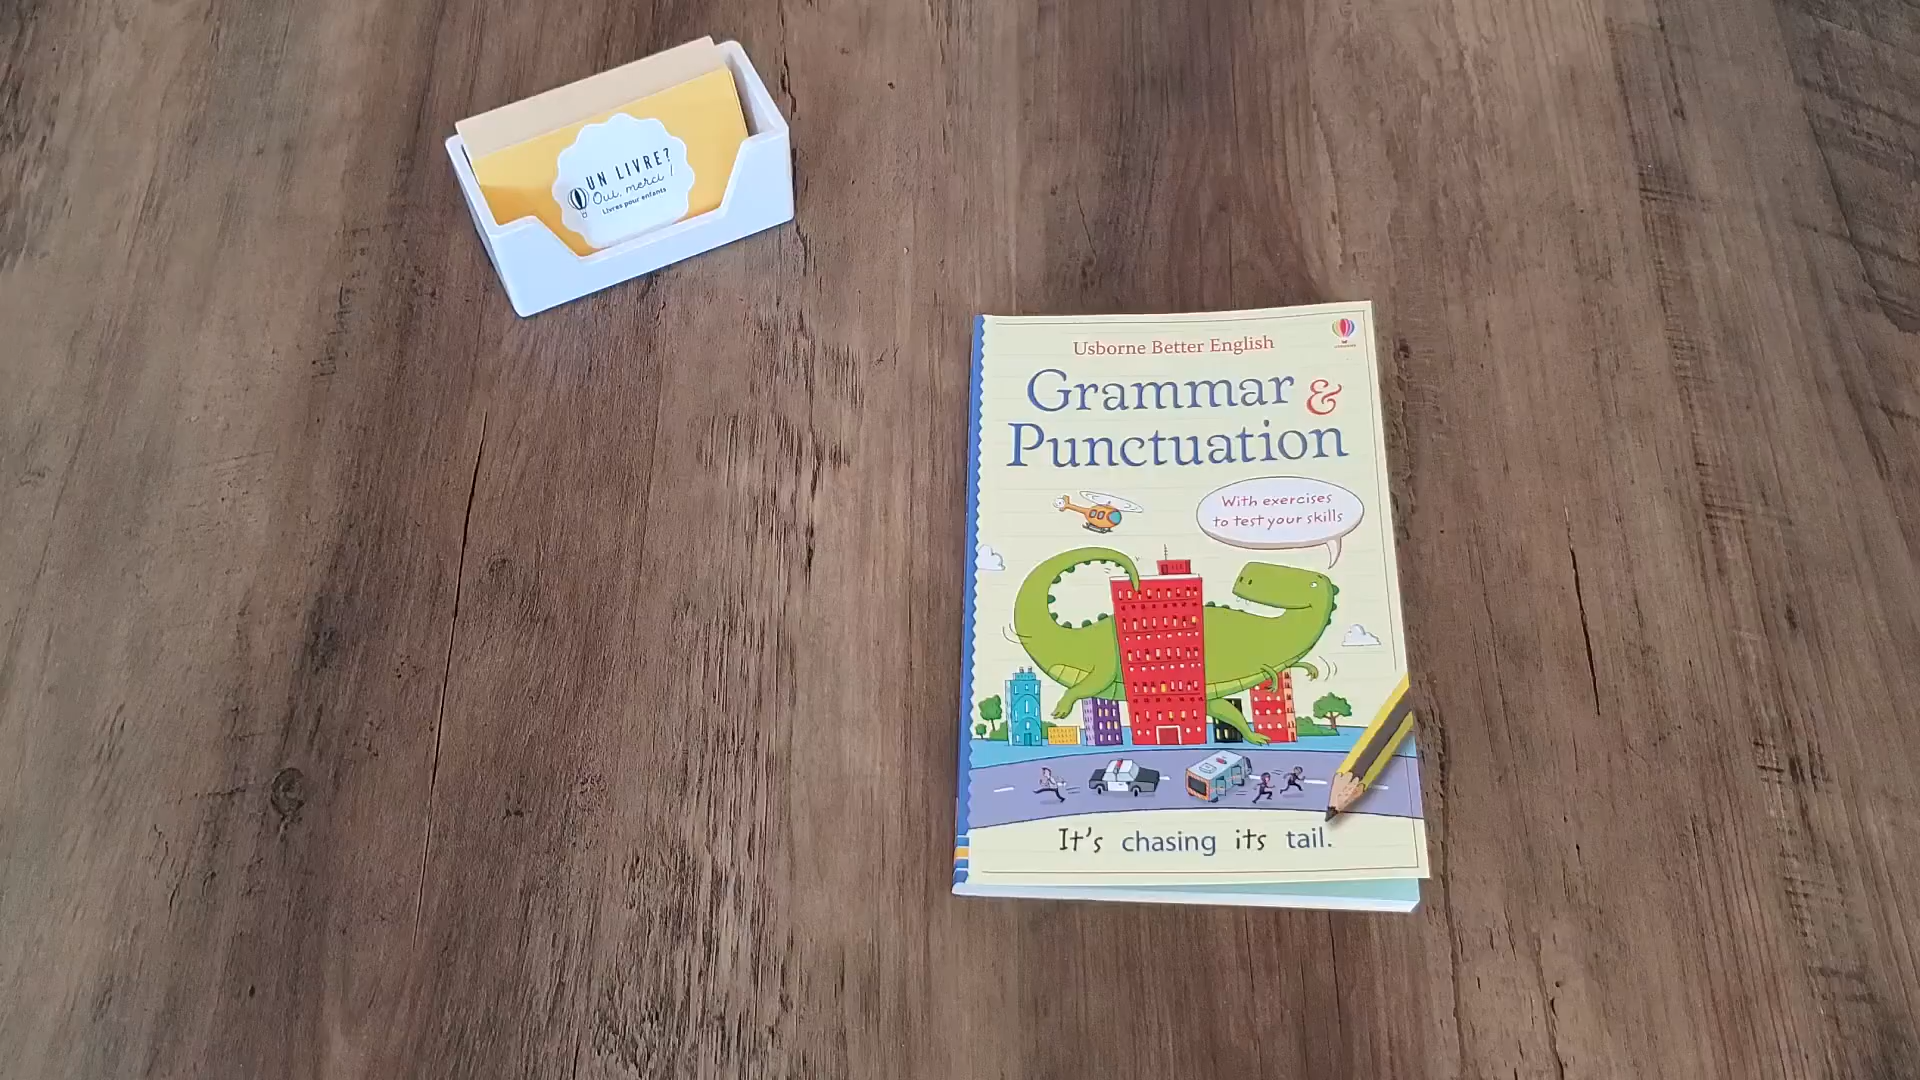 UN LIVRE?
Oui, merci !
Livres pour enfants
Usborne Better English
Grammar &
Punctuation
With exercises
to test your skills
It's chasing its tail.